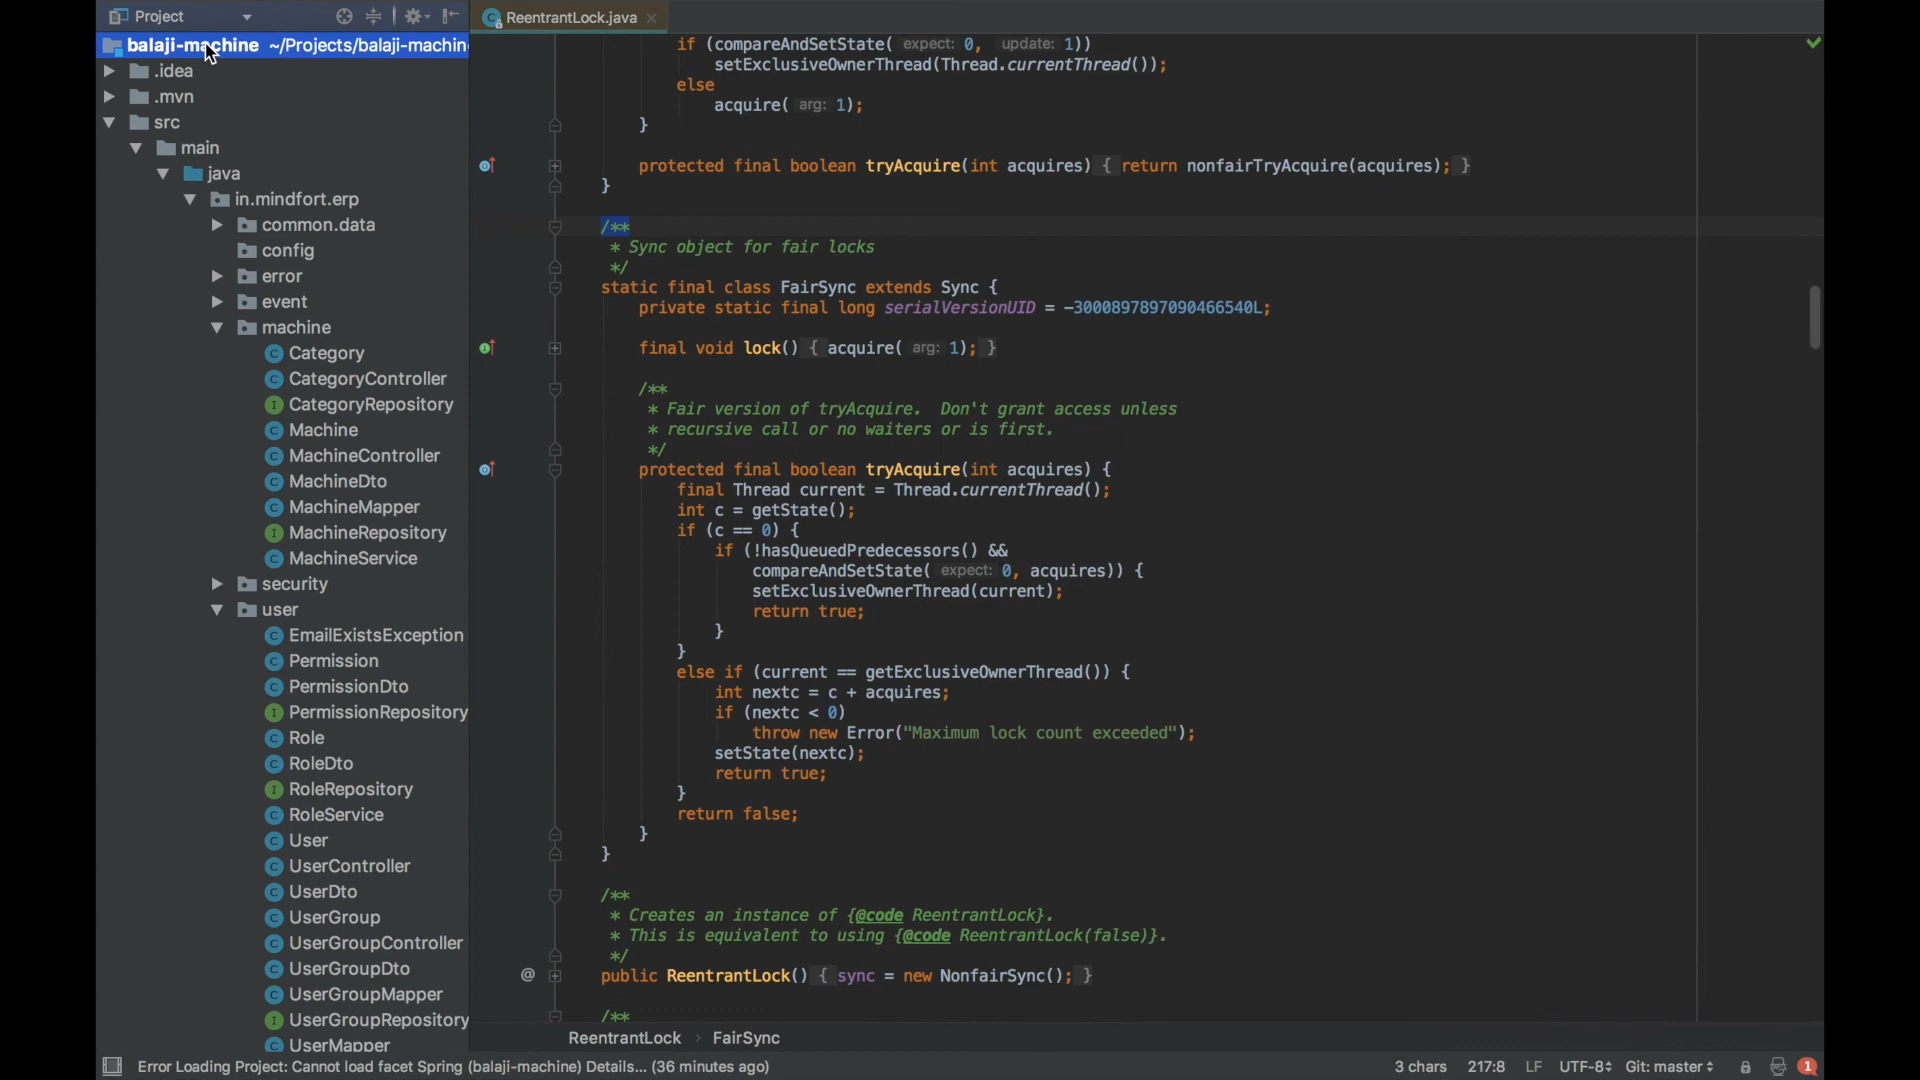 Project
ReentrantLock.java
balaji-machine ~/Projects/balaji-machin
.idea
.mvn
src
main
java
in.mindfort.erp
common.data
config
error
event
machine
Category
CategoryController
CategoryRepository
Machine
MachineController
MachineDto
MachineMapper
MachineRepository
MachineService
security
user
EmailExistsException
Permission
PermissionDto
PermissionRepository
Role
RoleDto
RoleRepository
RoleService
User
UserController
UserDto
UserGroup
UserGroupController
UserGroupDto
UserGroupMapper
UserGroupRepository
UserMapper
if (compareAndSetState( expect: 0, update: 1))
setExclusiveOwnerThread(Thread.currentThread());
else
acquire( arg: 1);
}
protected final boolean tryAcquire(int acquires) { return nonfairTryAcquire(acquires); }
}
/**
* Sync object for fair locks
*/
static final class FairSync extends Sync {
private static final long serialVersionUID = -3000897897090466540L;
final void lock() { acquire( arg: 1); }
/**
* Fair version of tryAcquire.  Don't grant access unless
* recursive call or no waiters or is first.
*/
protected final boolean tryAcquire(int acquires) {
final Thread current = Thread.currentThread();
int c = getState();
if (c == 0) {
if (!hasQueuedPredecessors() &&
compareAndSetState( expect: 0, acquires)) {
setExclusiveOwnerThread(current);
return true;
}
}
else if (current == getExclusiveOwnerThread()) {
int nextc = c + acquires;
if (nextc < 0)
throw new Error("Maximum lock count exceeded");
setState(nextc);
return true;
}
return false;
}
}
/**
* Creates an instance of {@code ReentrantLock}.
* This is equivalent to using {@code ReentrantLock(false)}.
*/
@ public ReentrantLock() { sync = new NonfairSync(); }
/**
ReentrantLock › FairSync
Error Loading Project: Cannot load facet Spring (balaji-machine) Details... (36 minutes ago)
3 chars 217:8 LF UTF-8 Git: master 1